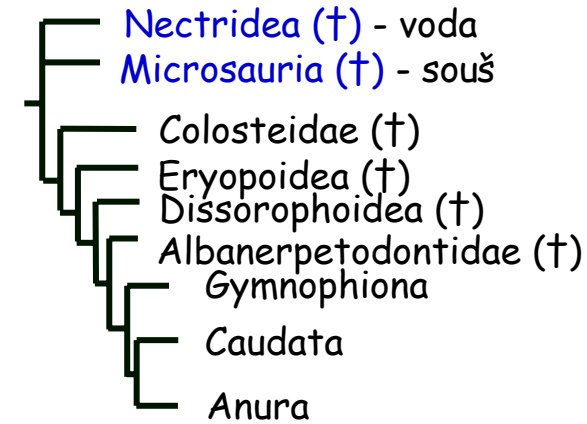 Nectridea (†) - voda
Microsauria (†) - souš
Colosteidae (†)
Eryopoidea (†)
Dissorophoidea (†)
Albanerpetodontidae (†)
Gymnophiona
Caudata
Anura